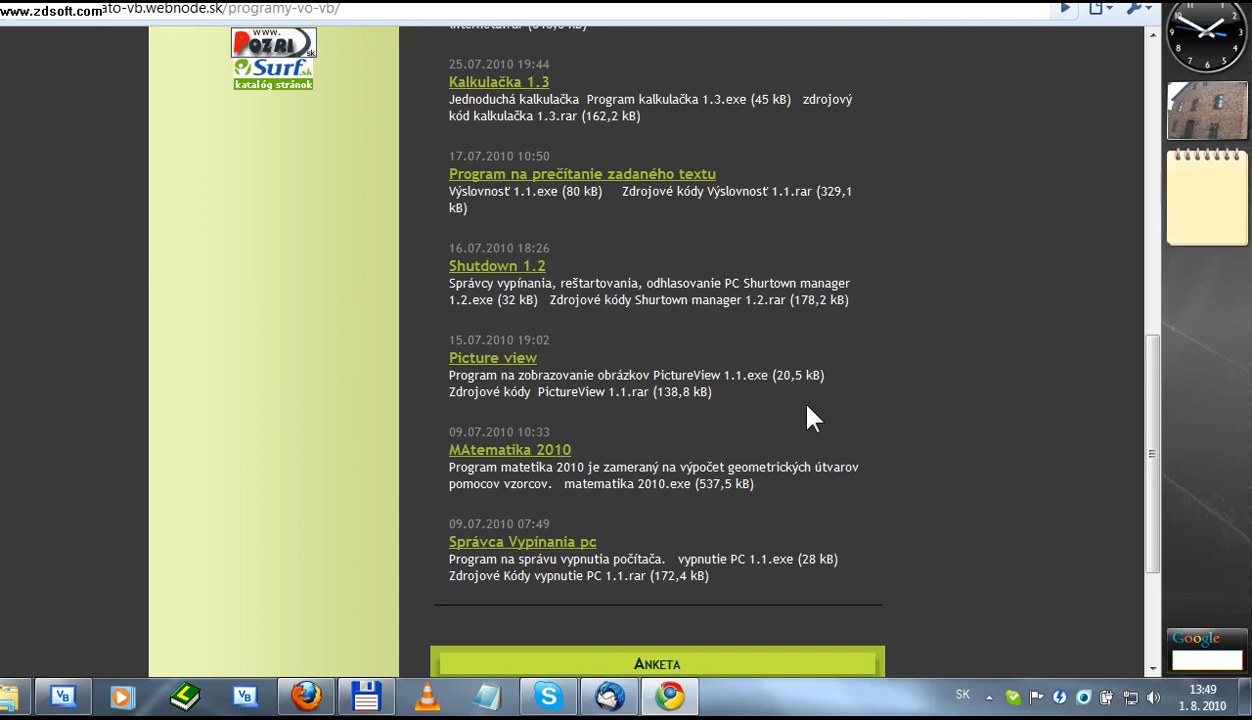 www.zdsoft.com
ato-vb.webnode.sk/programy-vo-vb/
www.
POZRI
sk
Surf.sk
katalóg stránok
25.07.2010 19:44
Kalkulačka 1.3
Jednoduchá kalkulačka Program kalkulačka 1.3.exe (45 kB) zdrojový
kód kalkulačka 1.3.rar (162,2 kB)
17.07.2010 10:50
Program na prečítanie zadaného textu
Výslovnosť 1.1.exe (80 kB) Zdrojové kódy Výslovnosť 1.1.rar (329,1
kB)
16.07.2010 18:26
Shutdown 1.2
Správcy vypínania, reštartovania, odhlasovanie PC Shurtown manager
1.2.exe (32 kB) Zdrojové kódy Shurtown manager 1.2.rar (178,2 kB)
15.07.2010 19:02
Picture view
Program na zobrazovanie obrázkov PictureView 1.1.exe (20,5 kB)
Zdrojové kódy PictureView 1.1.rar (138,8 kB)
09.07.2010 10:33
MAtematika 2010
Program matetika 2010 je zameraný na výpočet geometrických útvarov
pomocov vzorcov. matematika 2010.exe (537,5 kB)
09.07.2010 07:49
Správca Vypínania pc
Program na správu vypnutia počítača. vypnutie PC 1.1.exe (28 kB)
Zdrojové Kódy vypnutie PC 1.1.rar (172,4 kB)
ANKETA
Google
VB
VB
SK
13:49
1. 8. 2010